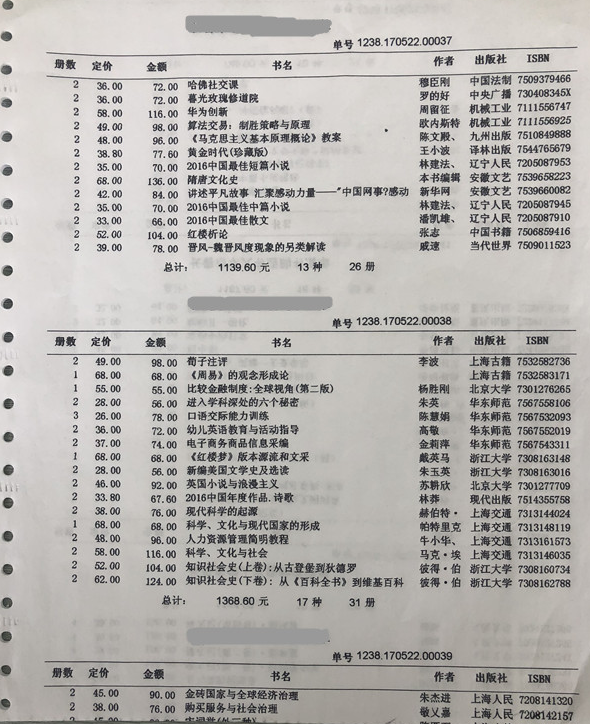 单号 1238.170522.00037
册数 定价 金额 书名 作者 出版社 ISBN
2 36.00 72.00 哈佛社交课 穆臣刚 中国法制 7509379466
2 36.00 72.00 暮光玫瑰修道院 罗的好 中央广播 730408345X
2 58.00 116.00 华为创新 周留征 机械工业 7111556747
2 49.00 98.00 算法交易：制胜策略与原理 欧内斯特 机械工业 7111556925
2 48.00 96.00 《马克思主义基本原理概论》教案 陈文殿、 九州出版 7510849888
2 38.80 77.60 黄金时代(珍藏版) 王小波 译林出版 7544765679
2 35.00 70.00 2016中国最佳短篇小说 林建法、 辽宁人民 7205087953
2 68.00 136.00 隋唐文化史 本书编辑 安徽文艺 7539658223
2 42.00 84.00 讲述平凡故事 汇聚感动力量——“中国网事?感动 新华网 安徽文艺 7539660082
2 35.00 70.00 2016中国最佳中篇小说 林建法、 辽宁人民 7205087945
2 33.00 66.00 2016中国最佳散文 潘凯雄、 辽宁人民 7205087910
2 52.00 104.00 红楼析论 张志 中国书籍 7506859416
2 39.00 78.00 晋风-魏晋风度现象的另类解读 戚速 当代世界 7509011523
总计： 1139.60 元 13 种 26 册
单号 1238.170522.00038
册数 定价 金额 书名 作者 出版社 ISBN
2 49.00 98.00 荀子注评 李波 上海古籍 7532582736
1 68.00 68.00 《周易》的观念形成论 上海古籍 7532583171
1 55.00 55.00 比较金融制度:全球视角(第二版) 杨胜刚 北京大学 7301276265
2 28.00 56.00 进入学科深处的六个秘密 朱英 华东师范 7567558106
3 26.00 78.00 口语交际能力训练 陈慧娟 华东师范 7567532093
2 36.00 72.00 幼儿英语教育与活动指导 高敬 华东师范 7567552019
2 37.00 74.00 电子商务商品信息采编 金莉萍 华东师范 7567543311
1 68.00 68.00 《红楼梦》版本源流和文采 戴英马 浙江大学 7308163148
2 28.00 56.00 新编美国文学史及选读 朱玉英 浙江大学 7308163016
2 46.00 92.00 英国小说与浪漫主义 苏耕欣 北京大学 7301277709
2 33.80 67.60 2016中国年度作品.诗歌 林莽 现代出版 7514355758
2 38.00 76.00 现代科学的起源 赫伯特· 上海交通 7313144024
1 68.00 68.00 科学、文化与现代国家的形成 帕特里克 上海交通 7313148119
2 48.00 96.00 人力资源管理简明教程 牛小华、 上海交通 7313161573
2 58.00 116.00 科学、文化与社会 马克·埃 上海交通 7313146035
2 52.00 104.00 知识社会史(上卷):从古登堡到狄德罗 彼得·伯 浙江大学 7308160734
2 62.00 124.00 知识社会史(下卷): 从《百科全书》到维基百科 彼得·伯 浙江大学 7308162788
总计： 1368.60 元 17 种 31 册
单号 1238.170522.00039
册数 定价 金额 书名 作者 出版社 ISBN
2 45.00 90.00 金砖国家与全球经济治理 朱杰进 上海人民 7208141320
2 38.00 76.00 购买服务与社会治理 敬乂嘉 上海人民 7208142157